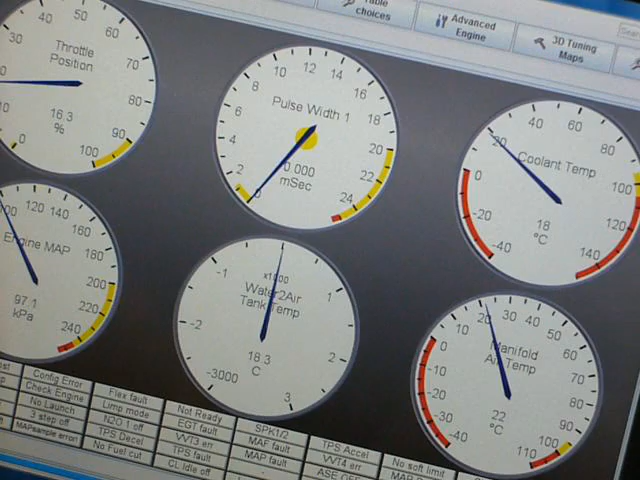 Table
choices
Advanced
Engine
3D Tuning
Maps
Sear
30 40 50 60 70 80 90 100 10 0
Throttle
Position
16.3
%
0 2 4 6 8 10 12 14 16 18 20 22 24
Pulse Width 1
0.000
mSec
-40 -20 0 20 40 60 80 100 120 140
Coolant Temp
18
°C
100 120 140 160 180 200 220 240
Engine MAP
97.1
kPa
-3000 -2 -1 1 2 3
x1000
Water2Air
Tank Temp
18.3
C
-40 -30 -20 -10 0 10 20 30 40 50 60 70 80 90 100 110
Manifold
Air Temp
22
°C
Config Error
Check Engine
No Launch
3 step off
MAPsample error!
Flex fault
Limp mode
N2O 1 off
TPS Decel
No Fuel cut
Not Ready
EGT fault
VVT3 err
TPS fault
CL Idle off
SPK1/2
MAF fault
MAP fault
TPS Accel
VVT4 err
ASE OFF
No soft limit